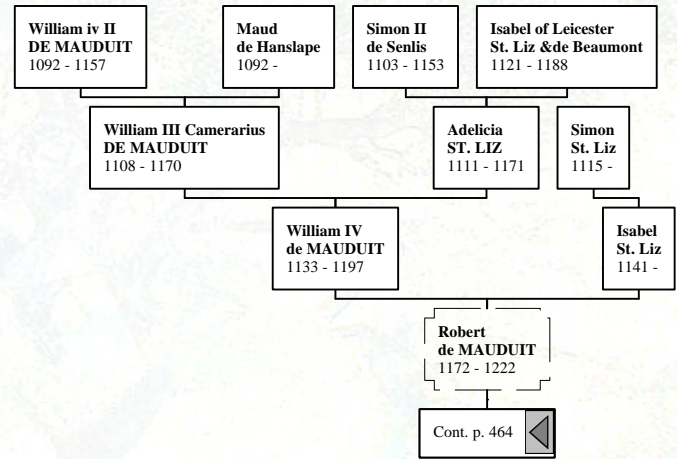 William iv II
DE MAUDUIT
1092 - 1157
Maud
de Hanslape
1092 -
Simon II
de Senlis
1103 - 1153
Isabel of Leicester
St. Liz &de Beaumont
1121 - 1188
William III Camerarius
DE MAUDUIT
1108 - 1170
Adelicia
ST. LIZ
1111 - 1171
Simon
St. Liz
1115 -
William IV
de MAUDUIT
1133 - 1197
Isabel
St. Liz
1141 -
Robert
de MAUDUIT
1172 - 1222
Cont. p. 464